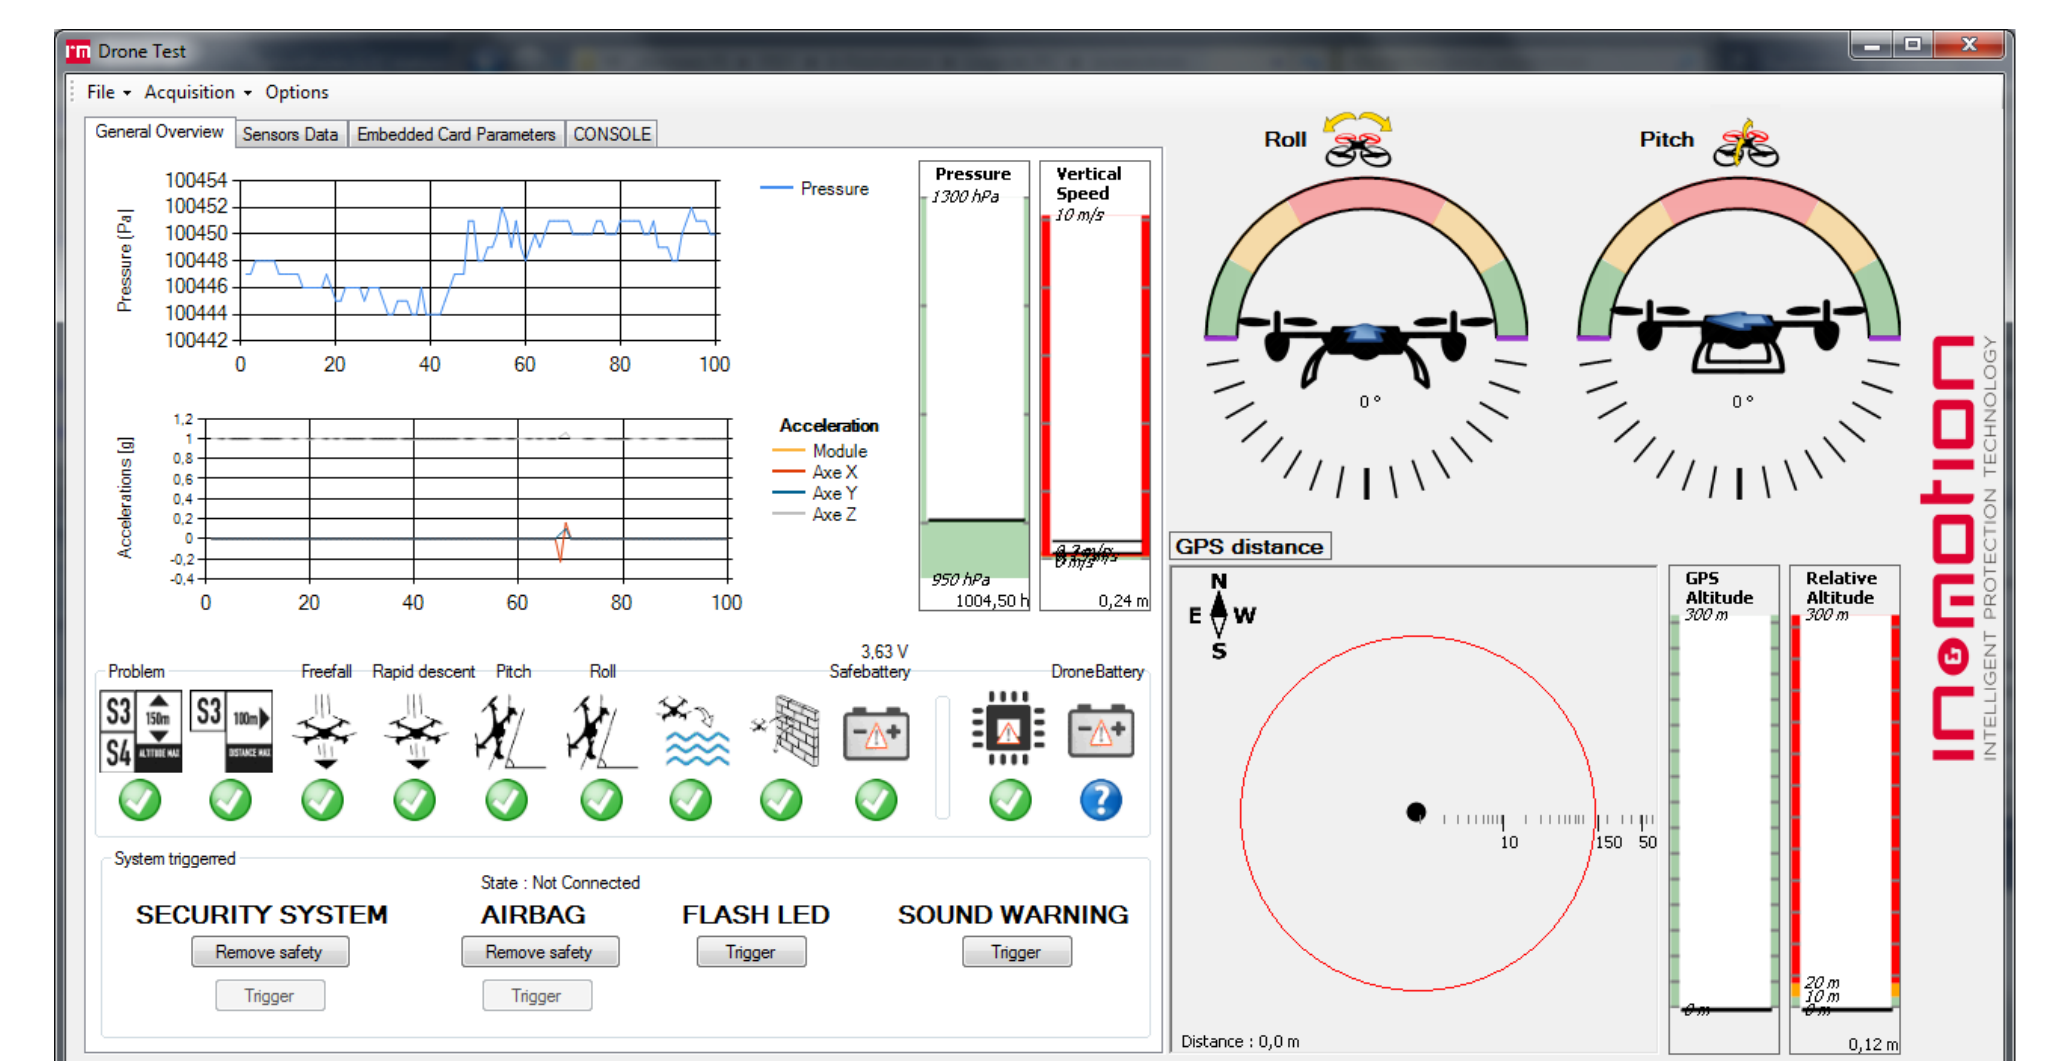 Drone Test
File Acquisition Options
General Overview Sensors Data Embedded Card Parameters CONSOLE
Pressure [Pa]
100454
100452
100450
100448
100446
100444
100442
0 20 40 60 80 100
Pressure
Accelerations [g]
1,2
1
0,8
0,6
0,4
0,2
0
-0,2
-0,4
0 20 40 60 80 100
Acceleration
Module
Axe X
Axe Y
Axe Z
Pressure
1300 hPa
950 hPa
1004,50 h
Vertical
Speed
10 m/s
0 m/s
0,24 m
Roll
0 °
Pitch
0 °
GPS distance
N
E W
S
10 150 50
Distance : 0,0 m
GPS
Altitude
300 m
0 m
Relative
Altitude
300 m
20 m
10 m
0 m
0,12 m
inemotion
INTELLIGENT PROTECTION TECHNOLOGY
3,63 V
Problem Freefall Rapid descent Pitch Roll Safebattery DroneBattery
S3 150m
S4 ALTITUDE MAX
S3 100m
DISTANCE MAX
System triggerred
State : Not Connected
SECURITY SYSTEM AIRBAG FLASH LED SOUND WARNING
Remove safety Remove safety Trigger Trigger
Trigger Trigger